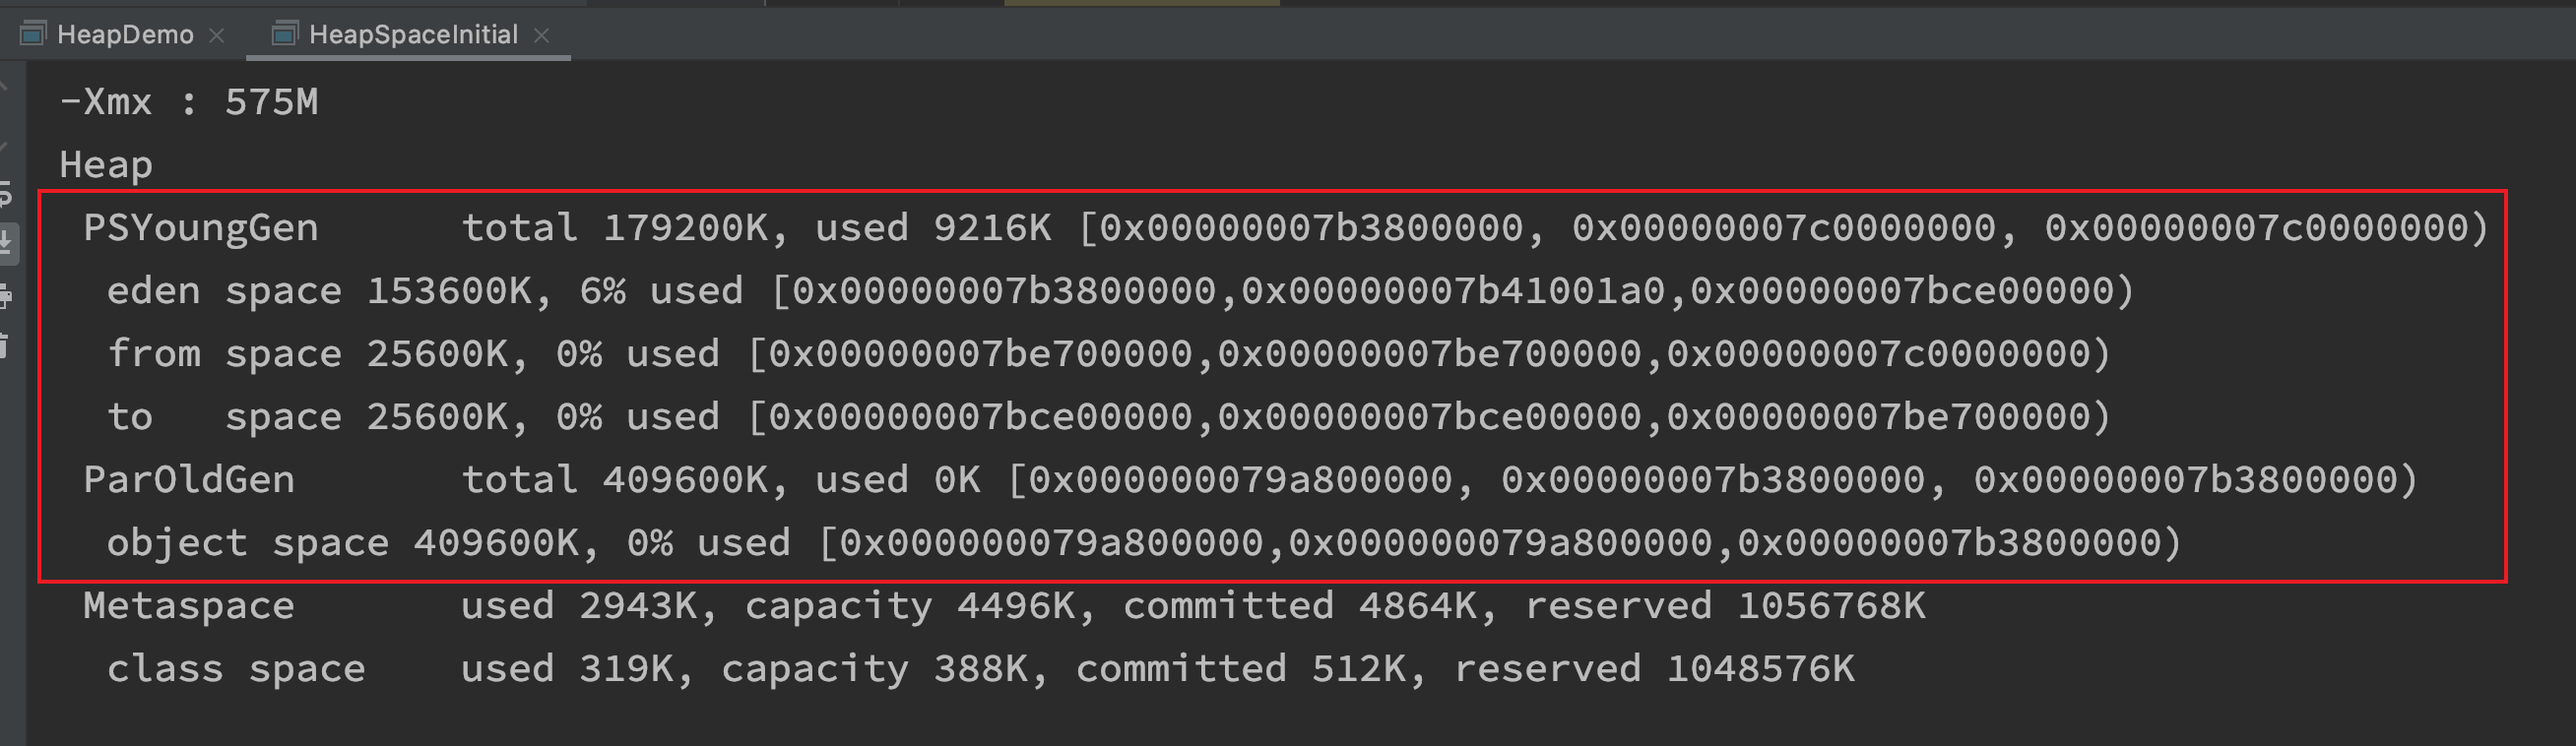 HeapDemo HeapSpaceInitial
-Xmx : 575M
Heap
PSYoungGen total 179200K, used 9216K [0x00000007b3800000, 0x00000007c0000000, 0x00000007c0000000)
eden space 153600K, 6% used [0x00000007b3800000,0x00000007b41001a0,0x00000007bce00000)
from space 25600K, 0% used [0x00000007be700000,0x00000007be700000,0x00000007c0000000)
to space 25600K, 0% used [0x00000007bce00000,0x00000007bce00000,0x00000007be700000)
ParOldGen total 409600K, used 0K [0x000000079a800000, 0x00000007b3800000, 0x00000007b3800000)
object space 409600K, 0% used [0x000000079a800000,0x000000079a800000,0x00000007b3800000)
Metaspace used 2943K, capacity 4496K, committed 4864K, reserved 1056768K
class space used 319K, capacity 388K, committed 512K, reserved 1048576K